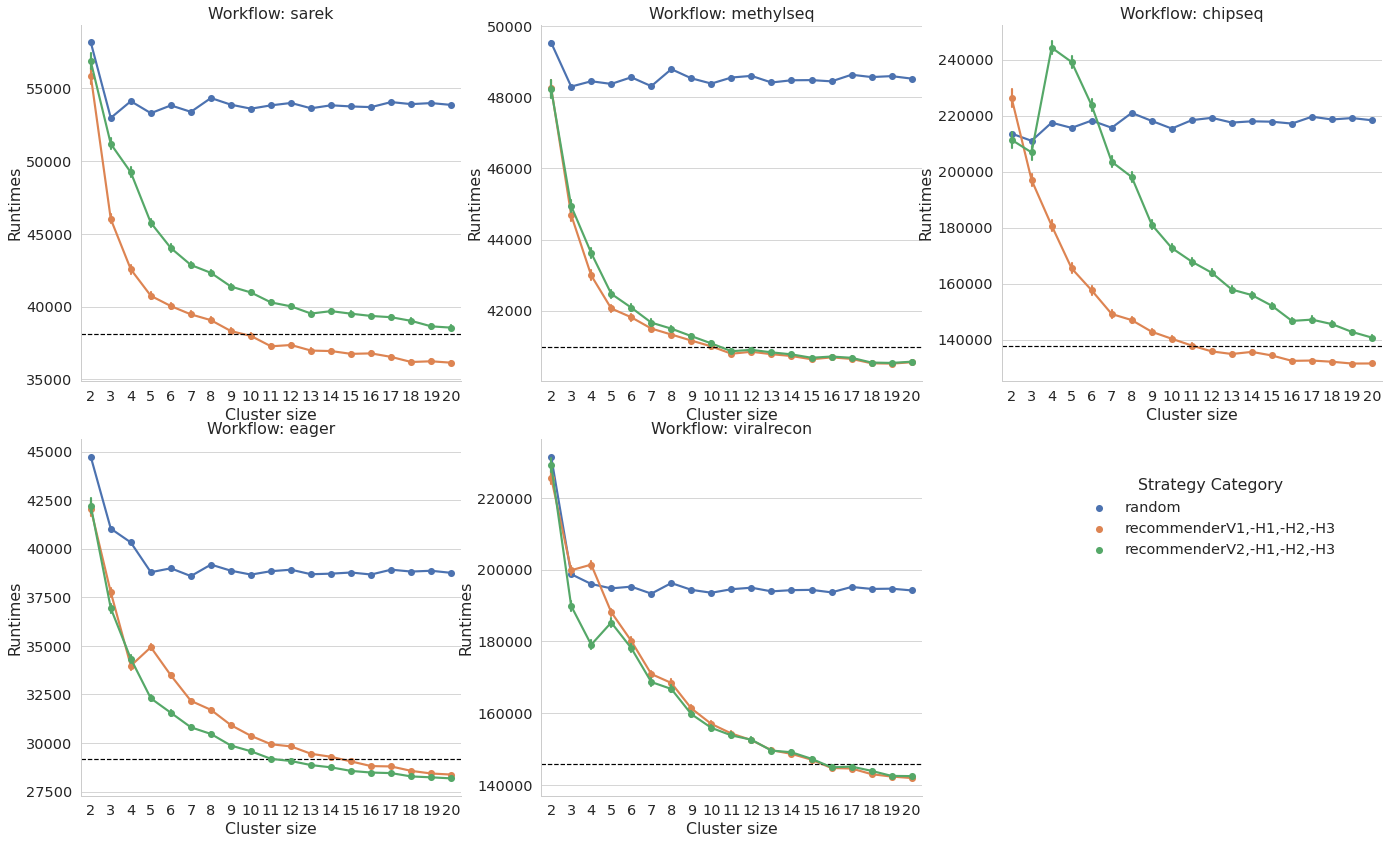 Workflow: sarek
Runtimes
55000
50000
45000
40000
35000
2 3 4 5 6 7 8 9 10 11 12 13 14 15 16 17 18 19 20
Cluster size
Workflow: methylseq
Runtimes
50000
48000
46000
44000
42000
2 3 4 5 6 7 8 9 10 11 12 13 14 15 16 17 18 19 20
Cluster size
Workflow: chipseq
Runtimes
240000
220000
200000
180000
160000
140000
2 3 4 5 6 7 8 9 10 11 12 13 14 15 16 17 18 19 20
Cluster size
Workflow: eager
Runtimes
45000
42500
40000
37500
35000
32500
30000
27500
2 3 4 5 6 7 8 9 10 11 12 13 14 15 16 17 18 19 20
Cluster size
Workflow: viralrecon
Runtimes
220000
200000
180000
160000
140000
2 3 4 5 6 7 8 9 10 11 12 13 14 15 16 17 18 19 20
Cluster size
Strategy Category
random
recommenderV1,-H1,-H2,-H3
recommenderV2,-H1,-H2,-H3